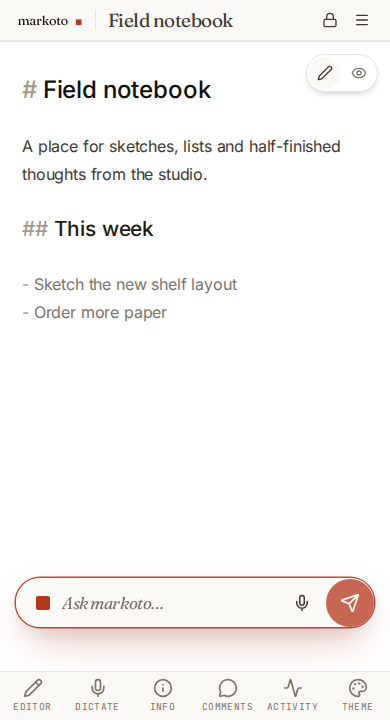 markoto
Field notebook
# Field notebook
A place for sketches, lists and half-finished
thoughts from the studio.
## This week
- Sketch the new shelf layout
- Order more paper
Ask markoto...
EDITOR DICTATE INFO COMMENTS ACTIVITY THEME